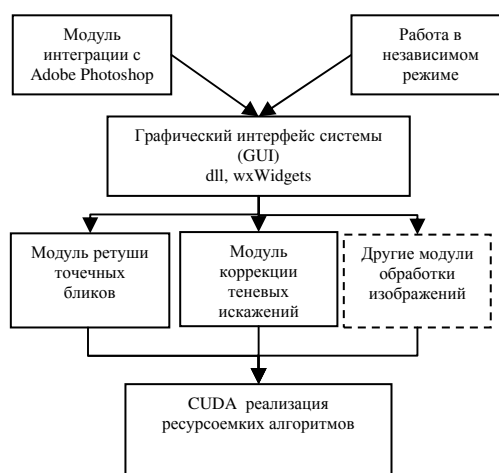 Модуль
интеграции с
Adobe Photoshop
Работа в
независимом
режиме
Графический интерфейс системы
(GUI)
dll, wxWidgets
Модуль ретуши
точечных
бликов
Модуль
коррекции
теневых
искажений
Другие модули
обработки
изображений
CUDA реализация
ресурсоемких алгоритмов